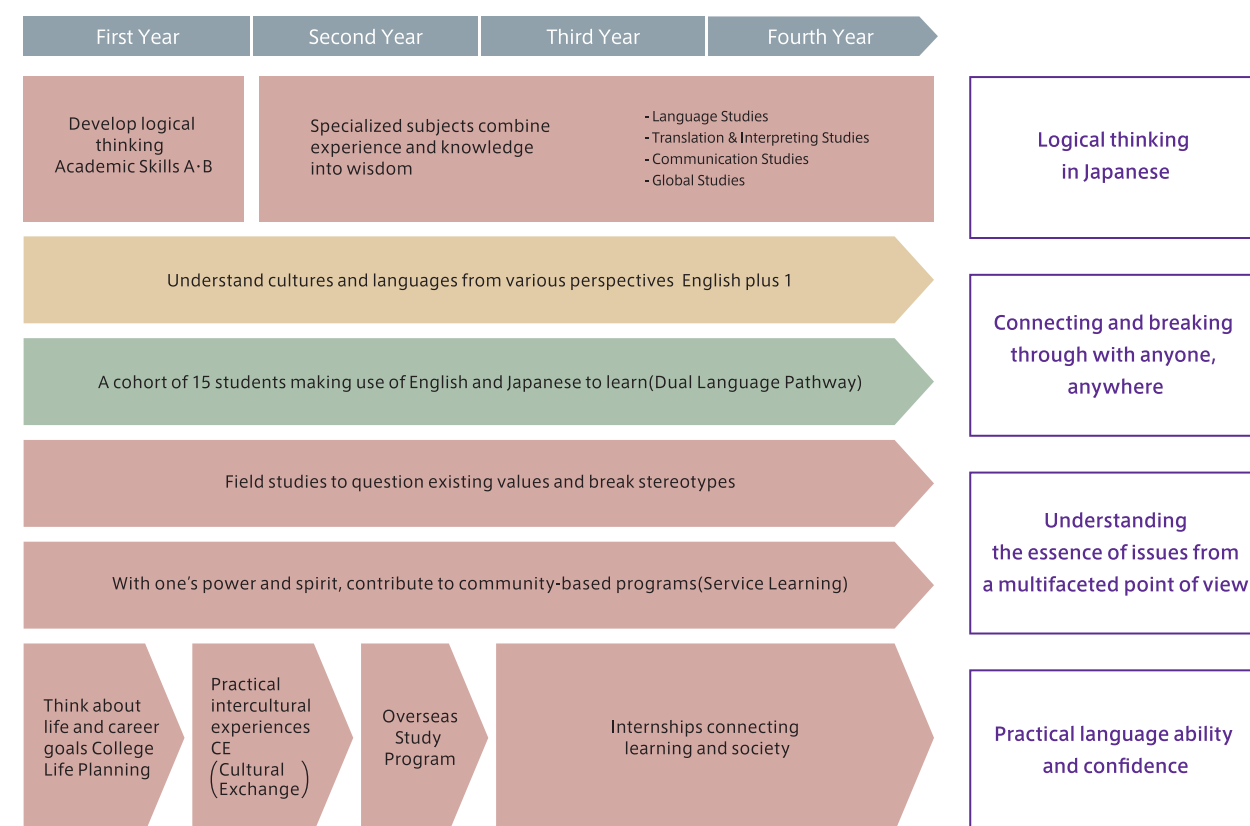 First Year
Second Year
Third Year
Fourth Year
Develop logical
thinking
Academic Skills A・B
Specialized subjects combine
experience and knowledge
into wisdom
- Language Studies
- Translation & Interpreting Studies
- Communication Studies
- Global Studies
Logical thinking
in Japanese
Understand cultures and languages from various perspectives  English plus 1
A cohort of 15 students making use of English and Japanese to learn(Dual Language Pathway)
Connecting and breaking
through with anyone,
anywhere
Field studies to question existing values and break stereotypes
With one's power and spirit, contribute to community-based programs(Service Learning)
Understanding
the essence of issues from
a multifaceted point of view
Think about
life and career
goals College
Life Planning
Practical
intercultural
experiences
CE
(Cultural
Exchange)
Overseas
Study
Program
Internships connecting
learning and society
Practical language ability
and confidence